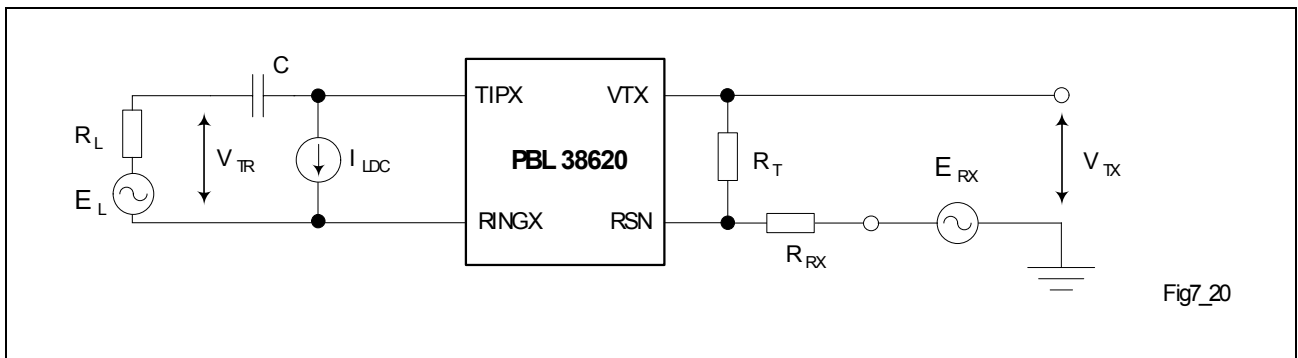 C
TIPX
VTX
R L
V TR
I LDC
PBL 38620
R T
E RX
V TX
E L
RINGX
RSN
R RX
Fig7_20